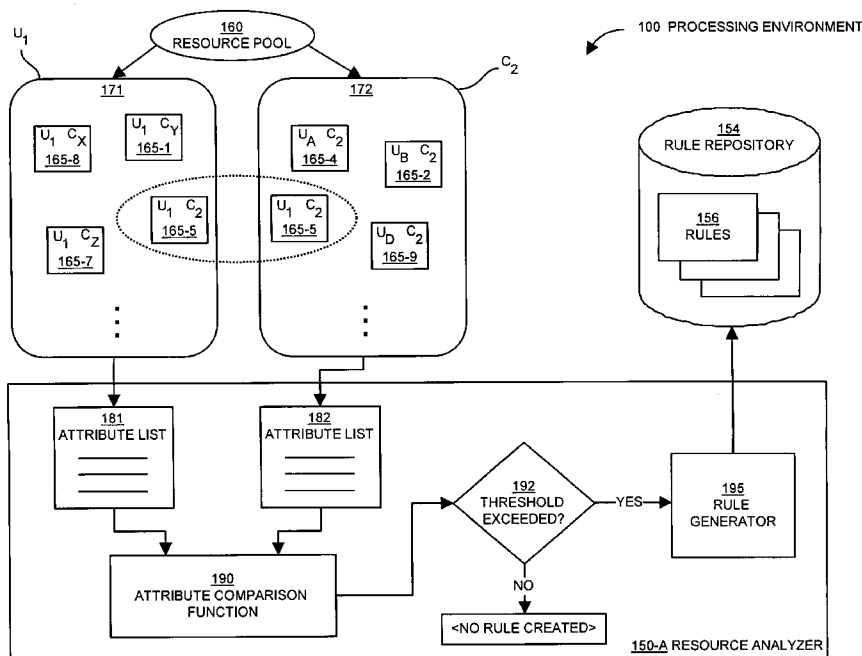 160
RESOURCE POOL
100 PROCESSING ENVIRONMENT
U1
C2
171
U1 CX
165-8
U1 CY
165-1
U1 C2
165-5
U1 CZ
165-7
172
UA C2
165-4
UB C2
165-2
U1 C2
165-5
UD C2
165-9
154
RULE REPOSITORY
156
RULES
181
ATTRIBUTE LIST
182
ATTRIBUTE LIST
190
ATTRIBUTE COMPARISON
FUNCTION
192
THRESHOLD
EXCEEDED?
YES
NO
<NO RULE CREATED>
195
RULE
GENERATOR
150-A RESOURCE ANALYZER